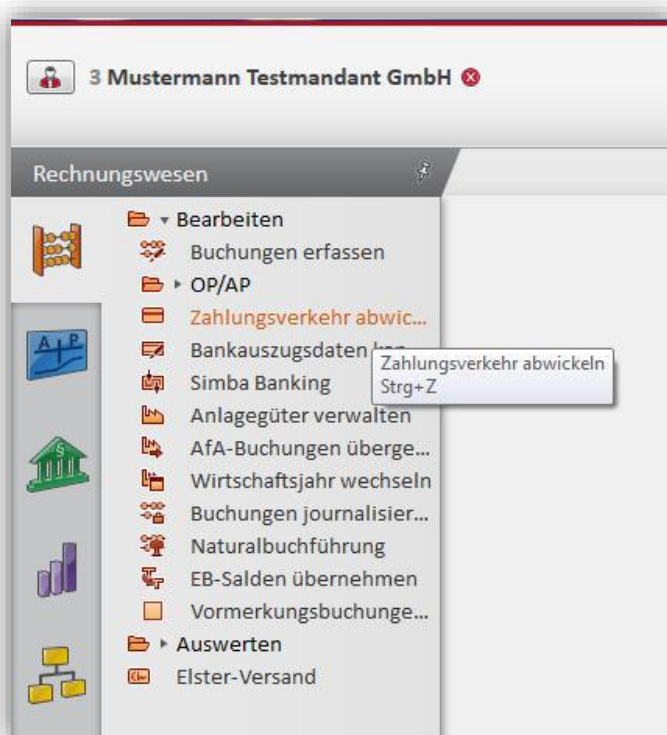 3 Mustermann Testmandant GmbH
Rechnungswesen
Bearbeiten
Buchungen erfassen
OP/AP
Zahlungsverkehr abwic...
Bankauszugsdaten
Zahlungsverkehr abwickeln
Strg+Z
Simba Banking
Anlagegüter verwalten
AfA-Buchungen überge...
Wirtschaftsjahr wechseln
Buchungen journalisier...
Naturalbuchführung
EB-Salden übernehmen
Vormerkungsbuchunge...
Auswerten
Elster-Versand
A P
§